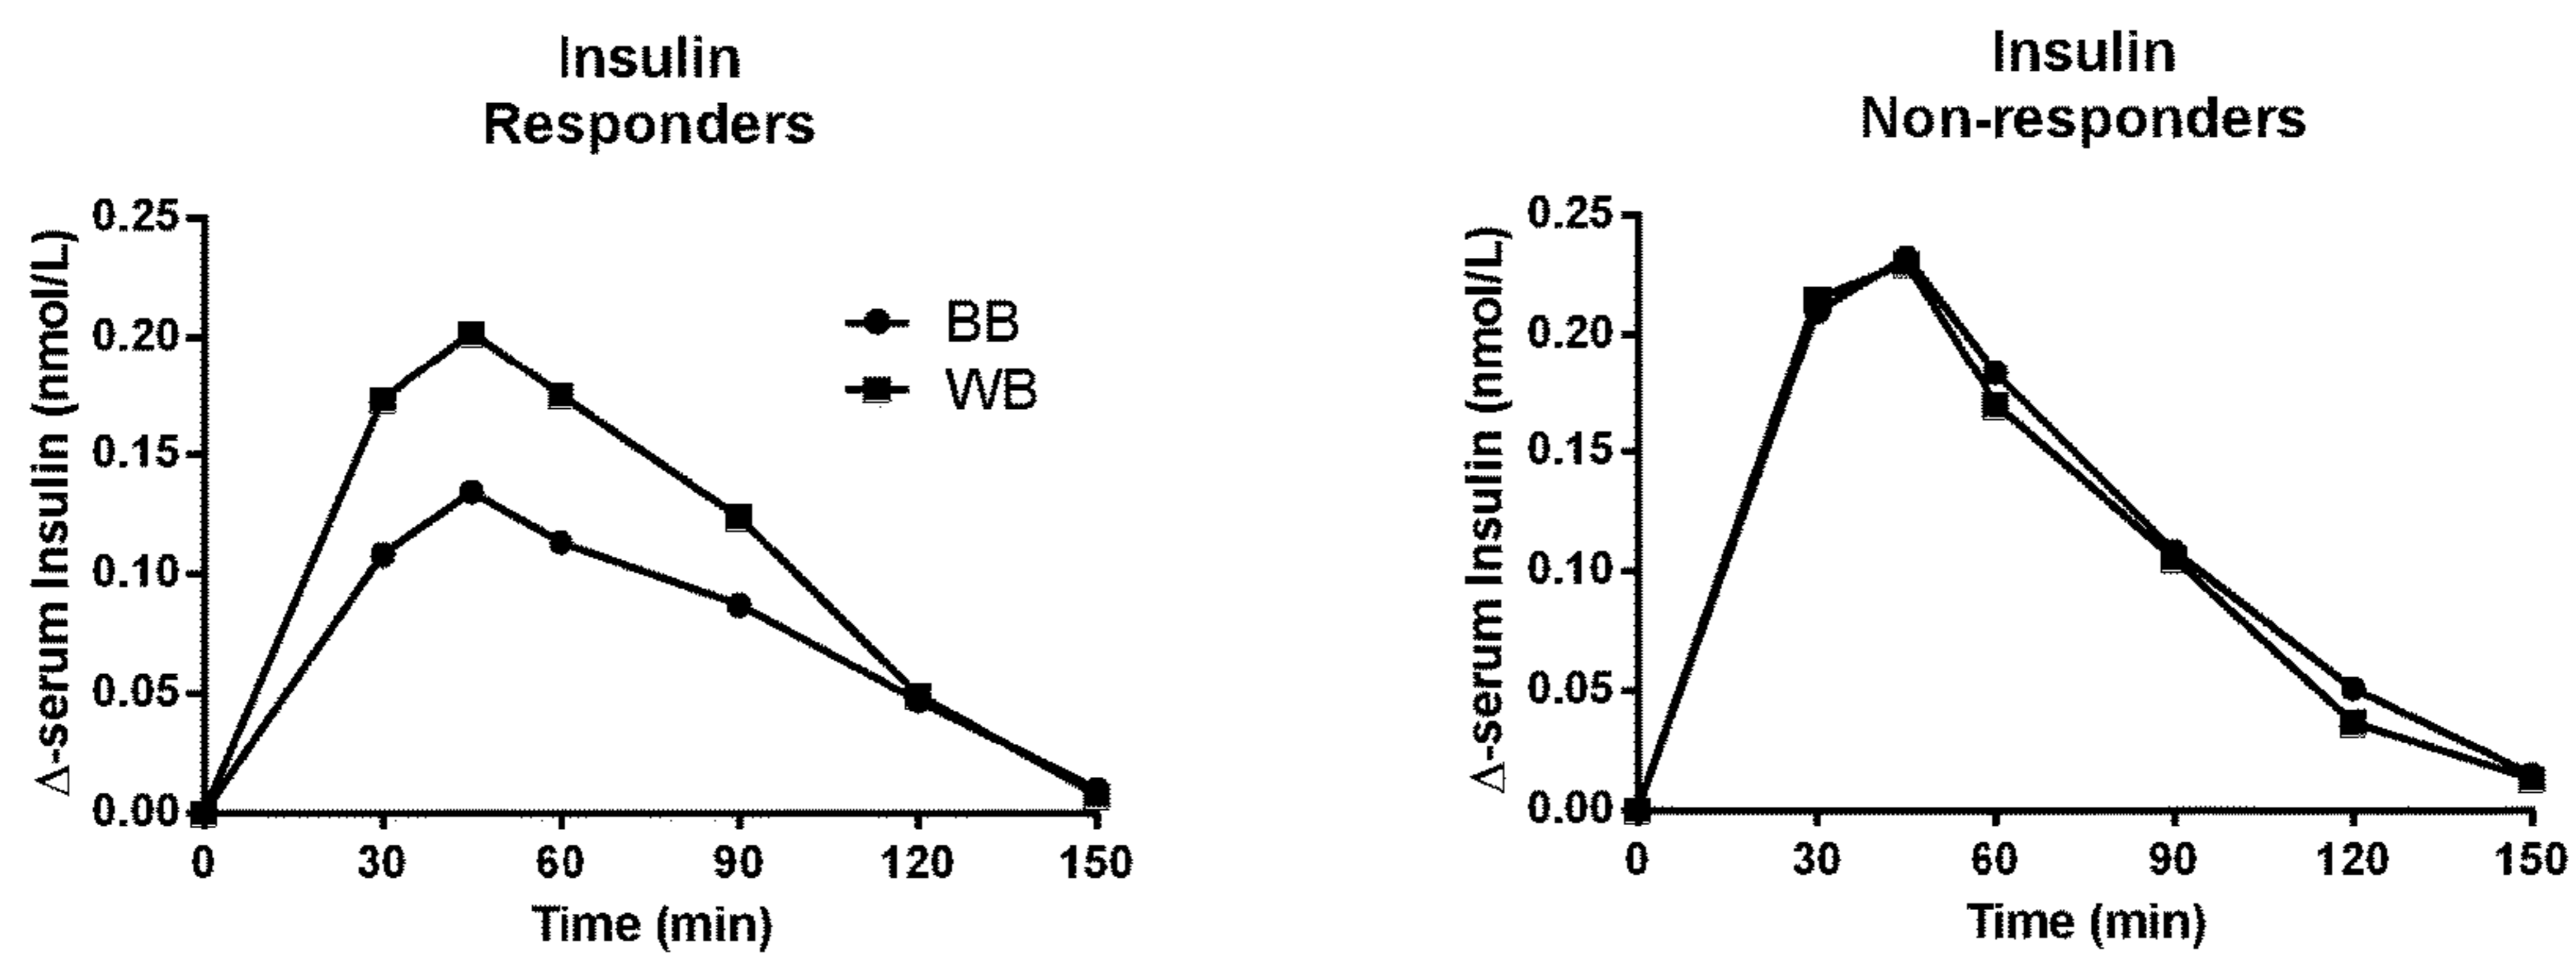 Insulin
Responders
Δ-serum Insulin (nmol/L)
0.25
0.20
0.15
0.10
0.05
0.00
0 30 60 90 120 150
Time (min)
BB
WB
Insulin
Non-responders
Δ-serum Insulin (nmol/L)
0.25
0.20
0.15
0.10
0.05
0.00
0 30 60 90 120 150
Time (min)